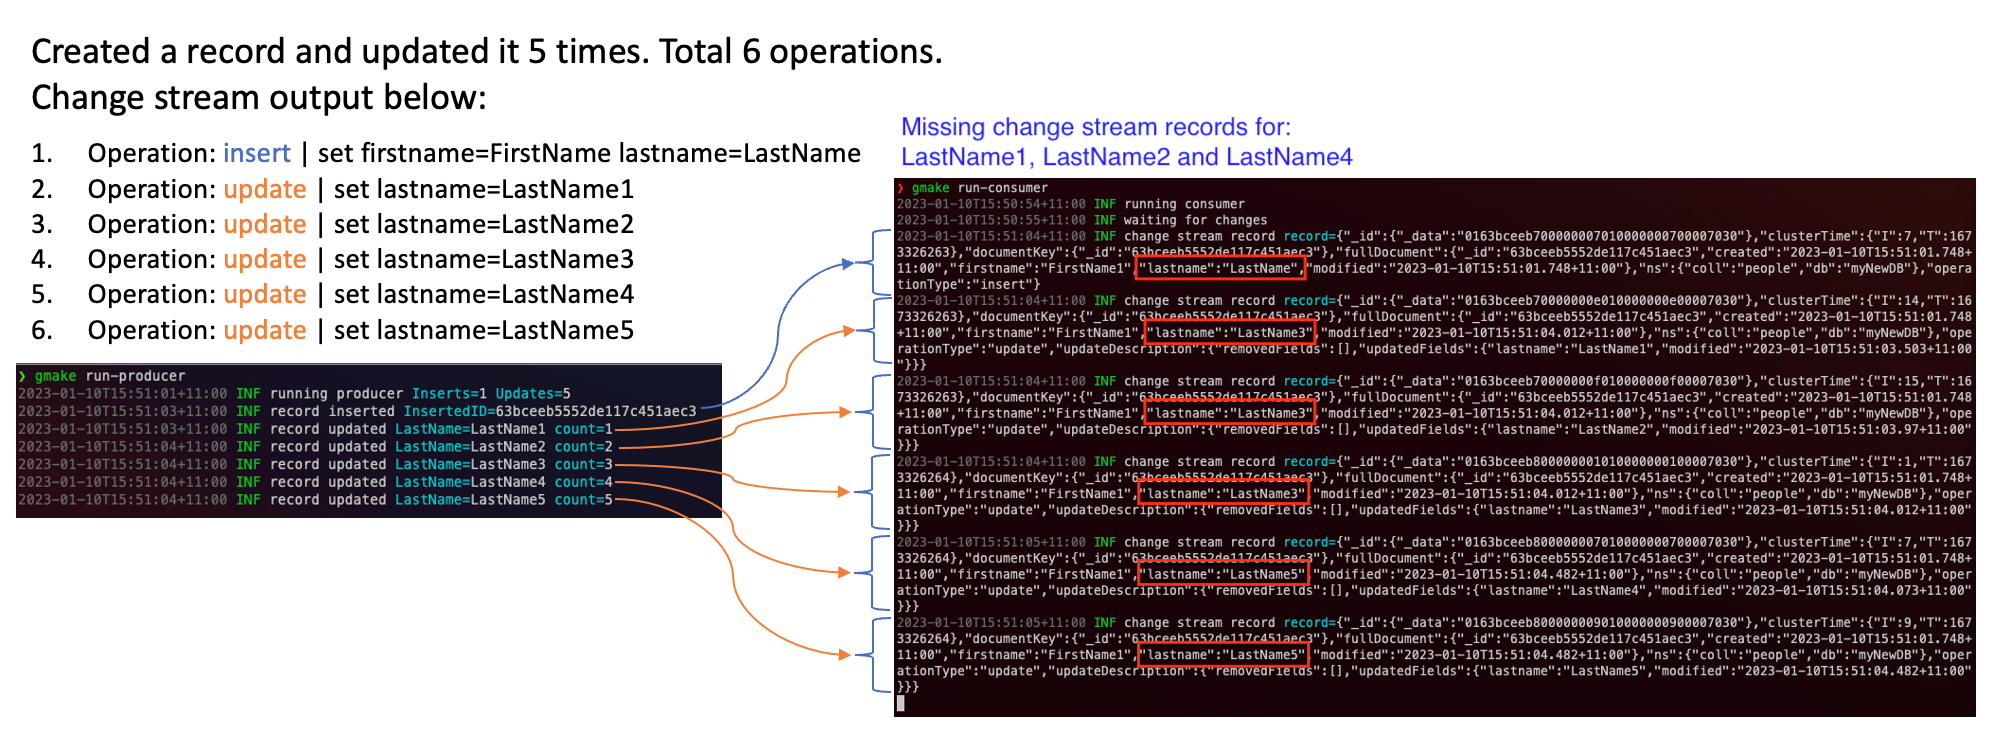 Created a record and updated it 5 times. Total 6 operations.
Change stream output below:
1. Operation: insert | set firstname=FirstName lastname=LastName
2. Operation: update | set lastname=LastName1
3. Operation: update | set lastname=LastName2
4. Operation: update | set lastname=LastName3
5. Operation: update | set lastname=LastName4
6. Operation: update | set lastname=LastName5
❯ gmake run-producer
2023-01-10T15:51:01+11:00 INF running producer Inserts=1 Updates=5
2023-01-10T15:51:03+11:00 INF record inserted InsertedID=63bceeb5552de117c451aec3
2023-01-10T15:51:03+11:00 INF record updated LastName=LastName1 count=1
2023-01-10T15:51:04+11:00 INF record updated LastName=LastName2 count=2
2023-01-10T15:51:04+11:00 INF record updated LastName=LastName3 count=3
2023-01-10T15:51:04+11:00 INF record updated LastName=LastName4 count=4
2023-01-10T15:51:04+11:00 INF record updated LastName=LastName5 count=5
Missing change stream records for:
LastName1, LastName2 and LastName4
❯ gmake run-consumer
2023-01-10T15:50:54+11:00 INF running consumer
2023-01-10T15:50:55+11:00 INF waiting for changes
2023-01-10T15:51:04+11:00 INF change stream record record={"_id":{"_data":"0163bceeb7000000070100000000700007030"},"clusterTime":{"I":7,"T":167
3326263},"documentKey":{"_id":"63bceeb5552de117c451aec3"},"fullDocument":{"_id":"63bceeb5552de117c451aec3","created":"2023-01-10T15:51:01.748+
11:00","firstname":"FirstName1","lastname":"LastName","modified":"2023-01-10T15:51:01.748+11:00"},"ns":{"coll":"people","db":"myNewDB"},"opera
tionType":"insert"}
2023-01-10T15:51:04+11:00 INF change stream record record={"_id":{"_data":"0163bceeb70000000e010000000e00007030"},"clusterTime":{"I":14,"T":16
73326263},"documentKey":{"_id":"63bceeb5552de117c451aec3"},"fullDocument":{"_id":"63bceeb5552de117c451aec3","created":"2023-01-10T15:51:01.748
+11:00","firstname":"FirstName1","lastname":"LastName3","modified":"2023-01-10T15:51:04.012+11:00"},"ns":{"coll":"people","db":"myNewDB"},"ope
rationType":"update","updateDescription":{"removedFields":[],"updatedFields":{"lastname":"LastName1","modified":"2023-01-10T15:51:03.503+11:00
"}}}
2023-01-10T15:51:04+11:00 INF change stream record record={"_id":{"_data":"0163bceeb70000000f010000000f00007030"},"clusterTime":{"I":15,"T":16
73326263},"documentKey":{"_id":"63bceeb5552de117c451aec3"},"fullDocument":{"_id":"63bceeb5552de117c451aec3","created":"2023-01-10T15:51:01.748
+11:00","firstname":"FirstName1","lastname":"LastName3","modified":"2023-01-10T15:51:04.012+11:00"},"ns":{"coll":"people","db":"myNewDB"},"ope
rationType":"update","updateDescription":{"removedFields":[],"updatedFields":{"lastname":"LastName2","modified":"2023-01-10T15:51:03.97+11:00"
}}}
2023-01-10T15:51:04+11:00 INF change stream record record={"_id":{"_data":"0163bceeb8000000010100000000100007030"},"clusterTime":{"I":1,"T":167
3326264},"documentKey":{"_id":"63bceeb5552de117c451aec3"},"fullDocument":{"_id":"63bceeb5552de117c451aec3","created":"2023-01-10T15:51:01.748+
11:00","firstname":"FirstName1","lastname":"LastName3","modified":"2023-01-10T15:51:04.012+11:00"},"ns":{"coll":"people","db":"myNewDB"},"oper
ationType":"update","updateDescription":{"removedFields":[],"updatedFields":{"lastname":"LastName3","modified":"2023-01-10T15:51:04.012+11:00"
}}}
2023-01-10T15:51:05+11:00 INF change stream record record={"_id":{"_data":"0163bceeb8000000070100000000700007030"},"clusterTime":{"I":7,"T":167
3326264},"documentKey":{"_id":"63bceeb5552de117c451aec3"},"fullDocument":{"_id":"63bceeb5552de117c451aec3","created":"2023-01-10T15:51:01.748+
11:00","firstname":"FirstName1","lastname":"LastName5","modified":"2023-01-10T15:51:04.482+11:00"},"ns":{"coll":"people","db":"myNewDB"},"oper
ationType":"update","updateDescription":{"removedFields":[],"updatedFields":{"lastname":"LastName4","modified":"2023-01-10T15:51:04.073+11:00"
}}}
2023-01-10T15:51:05+11:00 INF change stream record record={"_id":{"_data":"0163bceeb8000000090100000000900007030"},"clusterTime":{"I":9,"T":167
3326264},"documentKey":{"_id":"63bceeb5552de117c451aec3"},"fullDocument":{"_id":"63bceeb5552de117c451aec3","created":"2023-01-10T15:51:01.748+
11:00","firstname":"FirstName1","lastname":"LastName5","modified":"2023-01-10T15:51:04.482+11:00"},"ns":{"coll":"people","db":"myNewDB"},"oper
ationType":"update","updateDescription":{"removedFields":[],"updatedFields":{"lastname":"LastName5","modified":"2023-01-10T15:51:04.482+11:00"
}}}